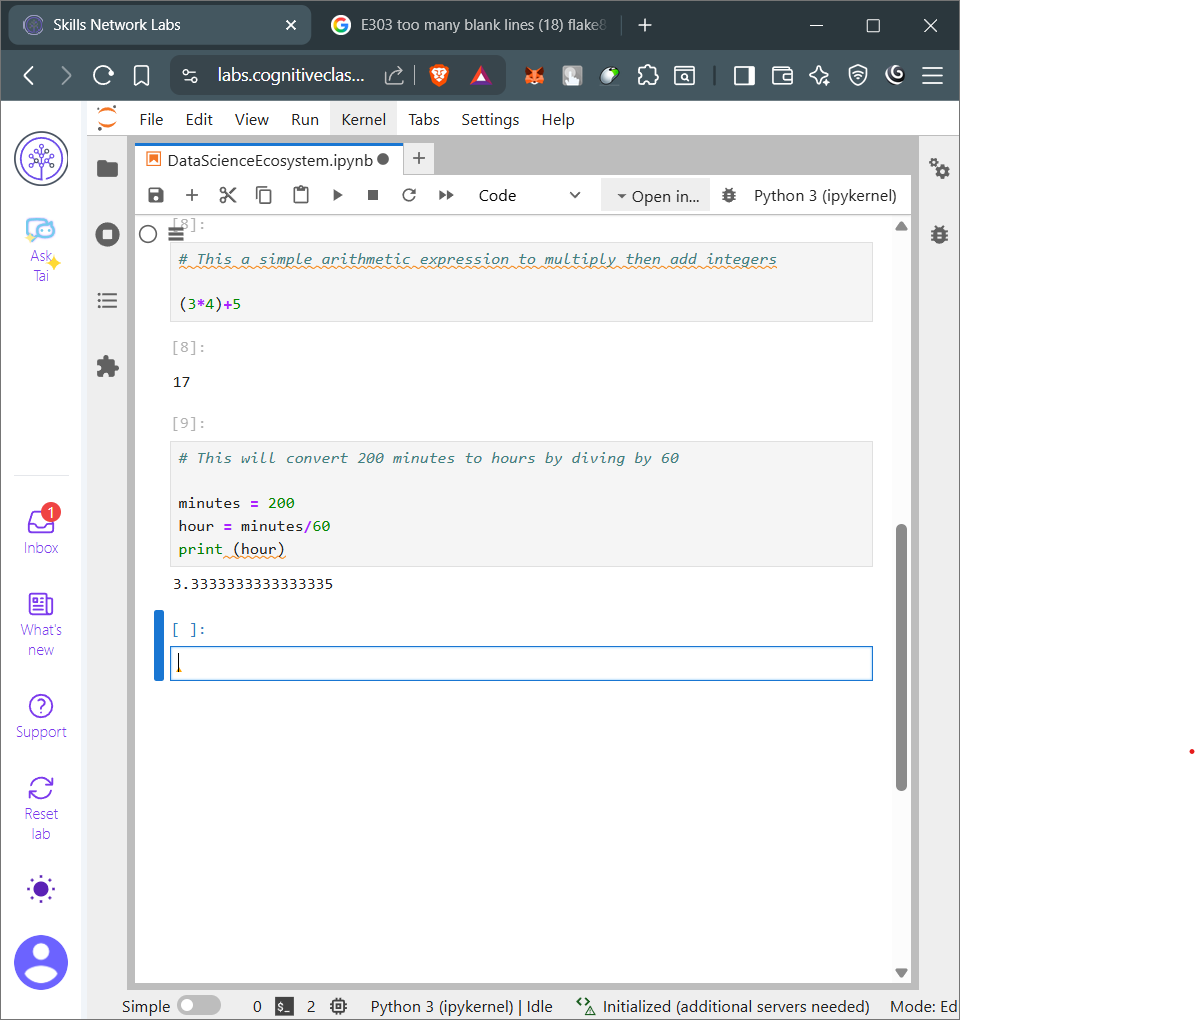 Skills Network Labs
E303 too many blank lines (18) flake8
labs.cognitiveclas...
File Edit View Run Kernel Tabs Settings Help
DataScienceEcosystem.ipynb
Code
Open in...
Python 3 (ipykernel)
[8]:
# This a simple arithmetic expression to multiply then add integers
(3*4)+5
[8]:
17
[9]:
# This will convert 200 minutes to hours by diving by 60
minutes = 200
hour = minutes/60
print (hour)
3.3333333333333335
[ ]:
Ask
Tai
1
Inbox
What's
new
Support
Reset
lab
Simple 0 $_ 2 Python 3 (ipykernel) | Idle Initialized (additional servers needed) Mode: Ed